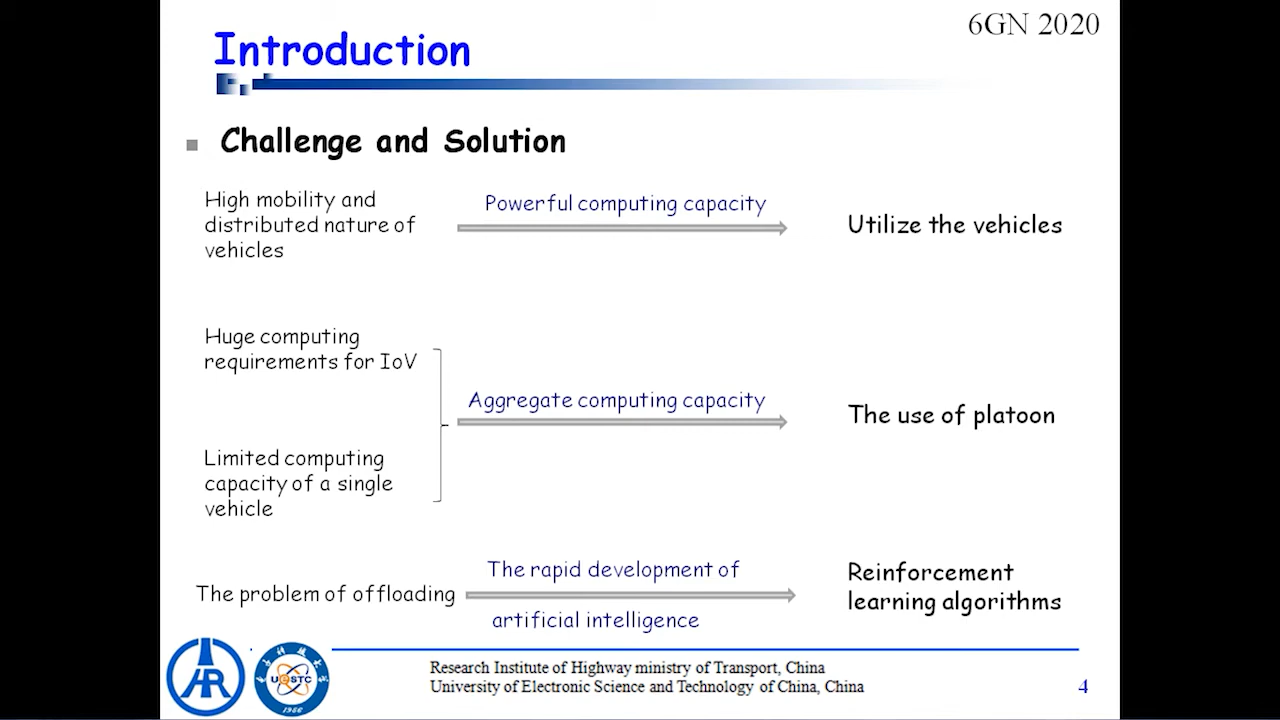 6GN 2020
Introduction
Challenge and Solution
High mobility and
distributed nature of
vehicles
Powerful computing capacity
Utilize the vehicles
Huge computing
requirements for IoV
Limited computing
capacity of a single
vehicle
Aggregate computing capacity
The use of platoon
The problem of offloading
The rapid development of
artificial intelligence
Reinforcement
learning algorithms
UESTC
1956
Research Institute of Highway ministry of Transport, China
University of Electronic Science and Technology of China, China
4